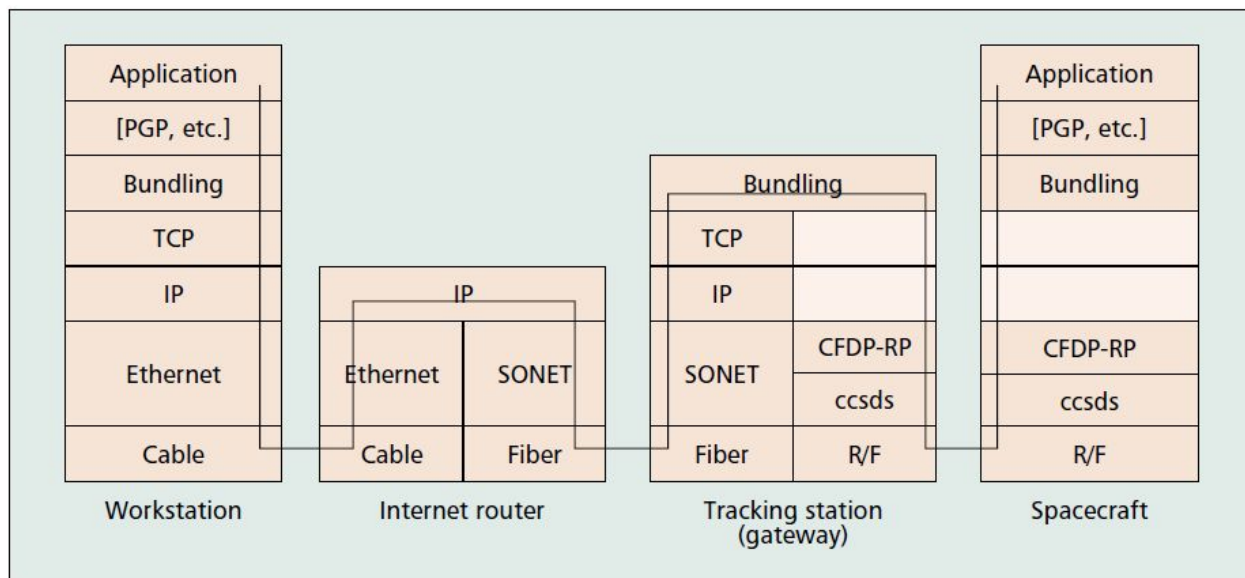 Application
[PGP, etc.]
Bundling
TCP
IP
Ethernet
Cable
Workstation
IP
Ethernet SONET
Cable Fiber
Internet router
Bundling
TCP
IP
SONET
CFDP-RP
ccsds
Fiber R/F
Tracking station
(gateway)
Application
[PGP, etc.]
Bundling
CFDP-RP
ccsds
R/F
Spacecraft